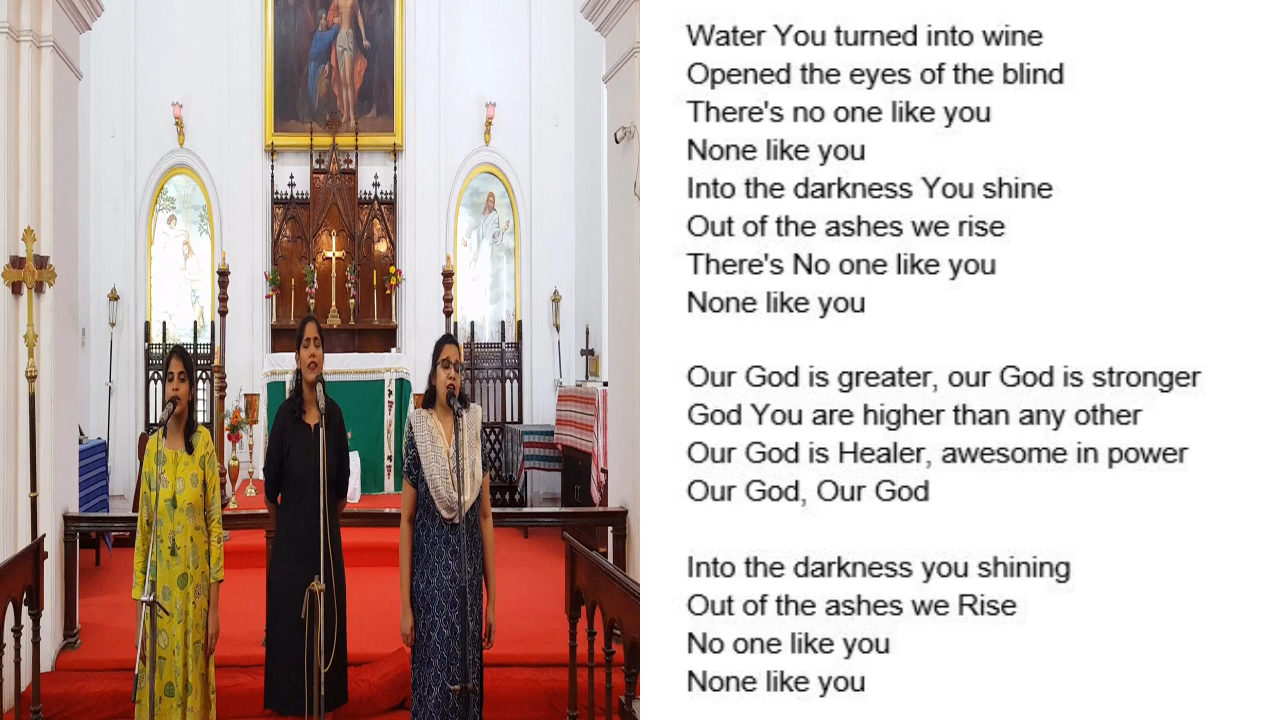 Water You turned into wine
Opened the eyes of the blind
There's no one like you
None like you
Into the darkness You shine
Out of the ashes we rise
There's No one like you
None like you
Our God is greater, our God is stronger
God You are higher than any other
Our God is Healer, awesome in power
Our God, Our God
Into the darkness you shining
Out of the ashes we Rise
No one like you
None like you